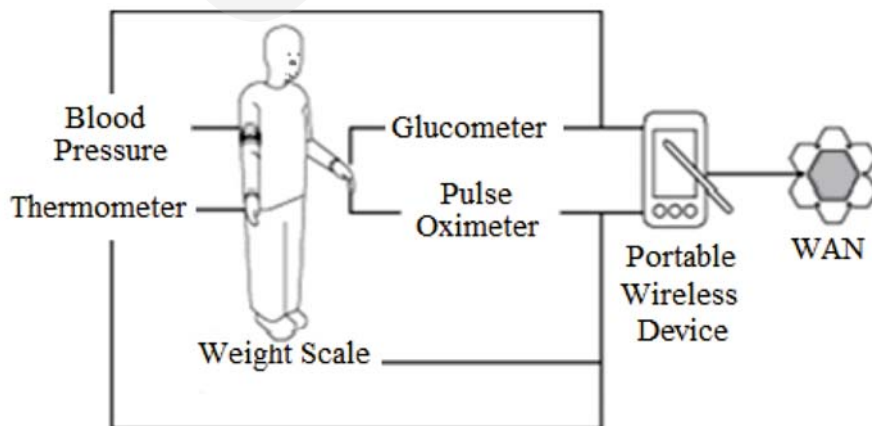 Blood
Pressure
Thermometer
Glucometer
Pulse
Oximeter
Weight Scale
Portable
Wireless
Device
WAN